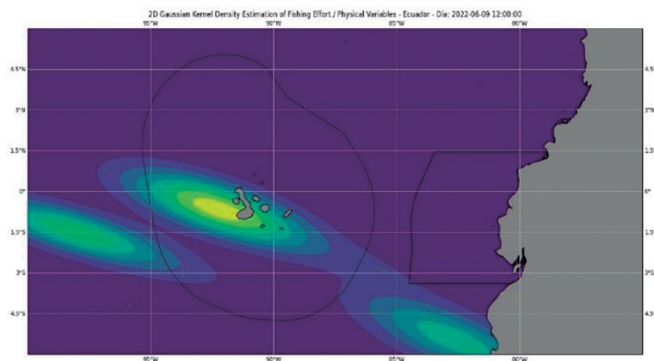 2D Gaussian Kernel Density Estimation of Fishing Effort / Physical Variables - Ecuador - Dia: 2022-06-09 12:00:00
95°W 90°W 85°W 80°W
4.5°N 4.5°N
3°N 3°N
1.5°N 1.5°N
0° 0°
1.5°S 1.5°S
3°S 3°S
4.5°S 4.5°S
95°W 90°W 85°W 80°W